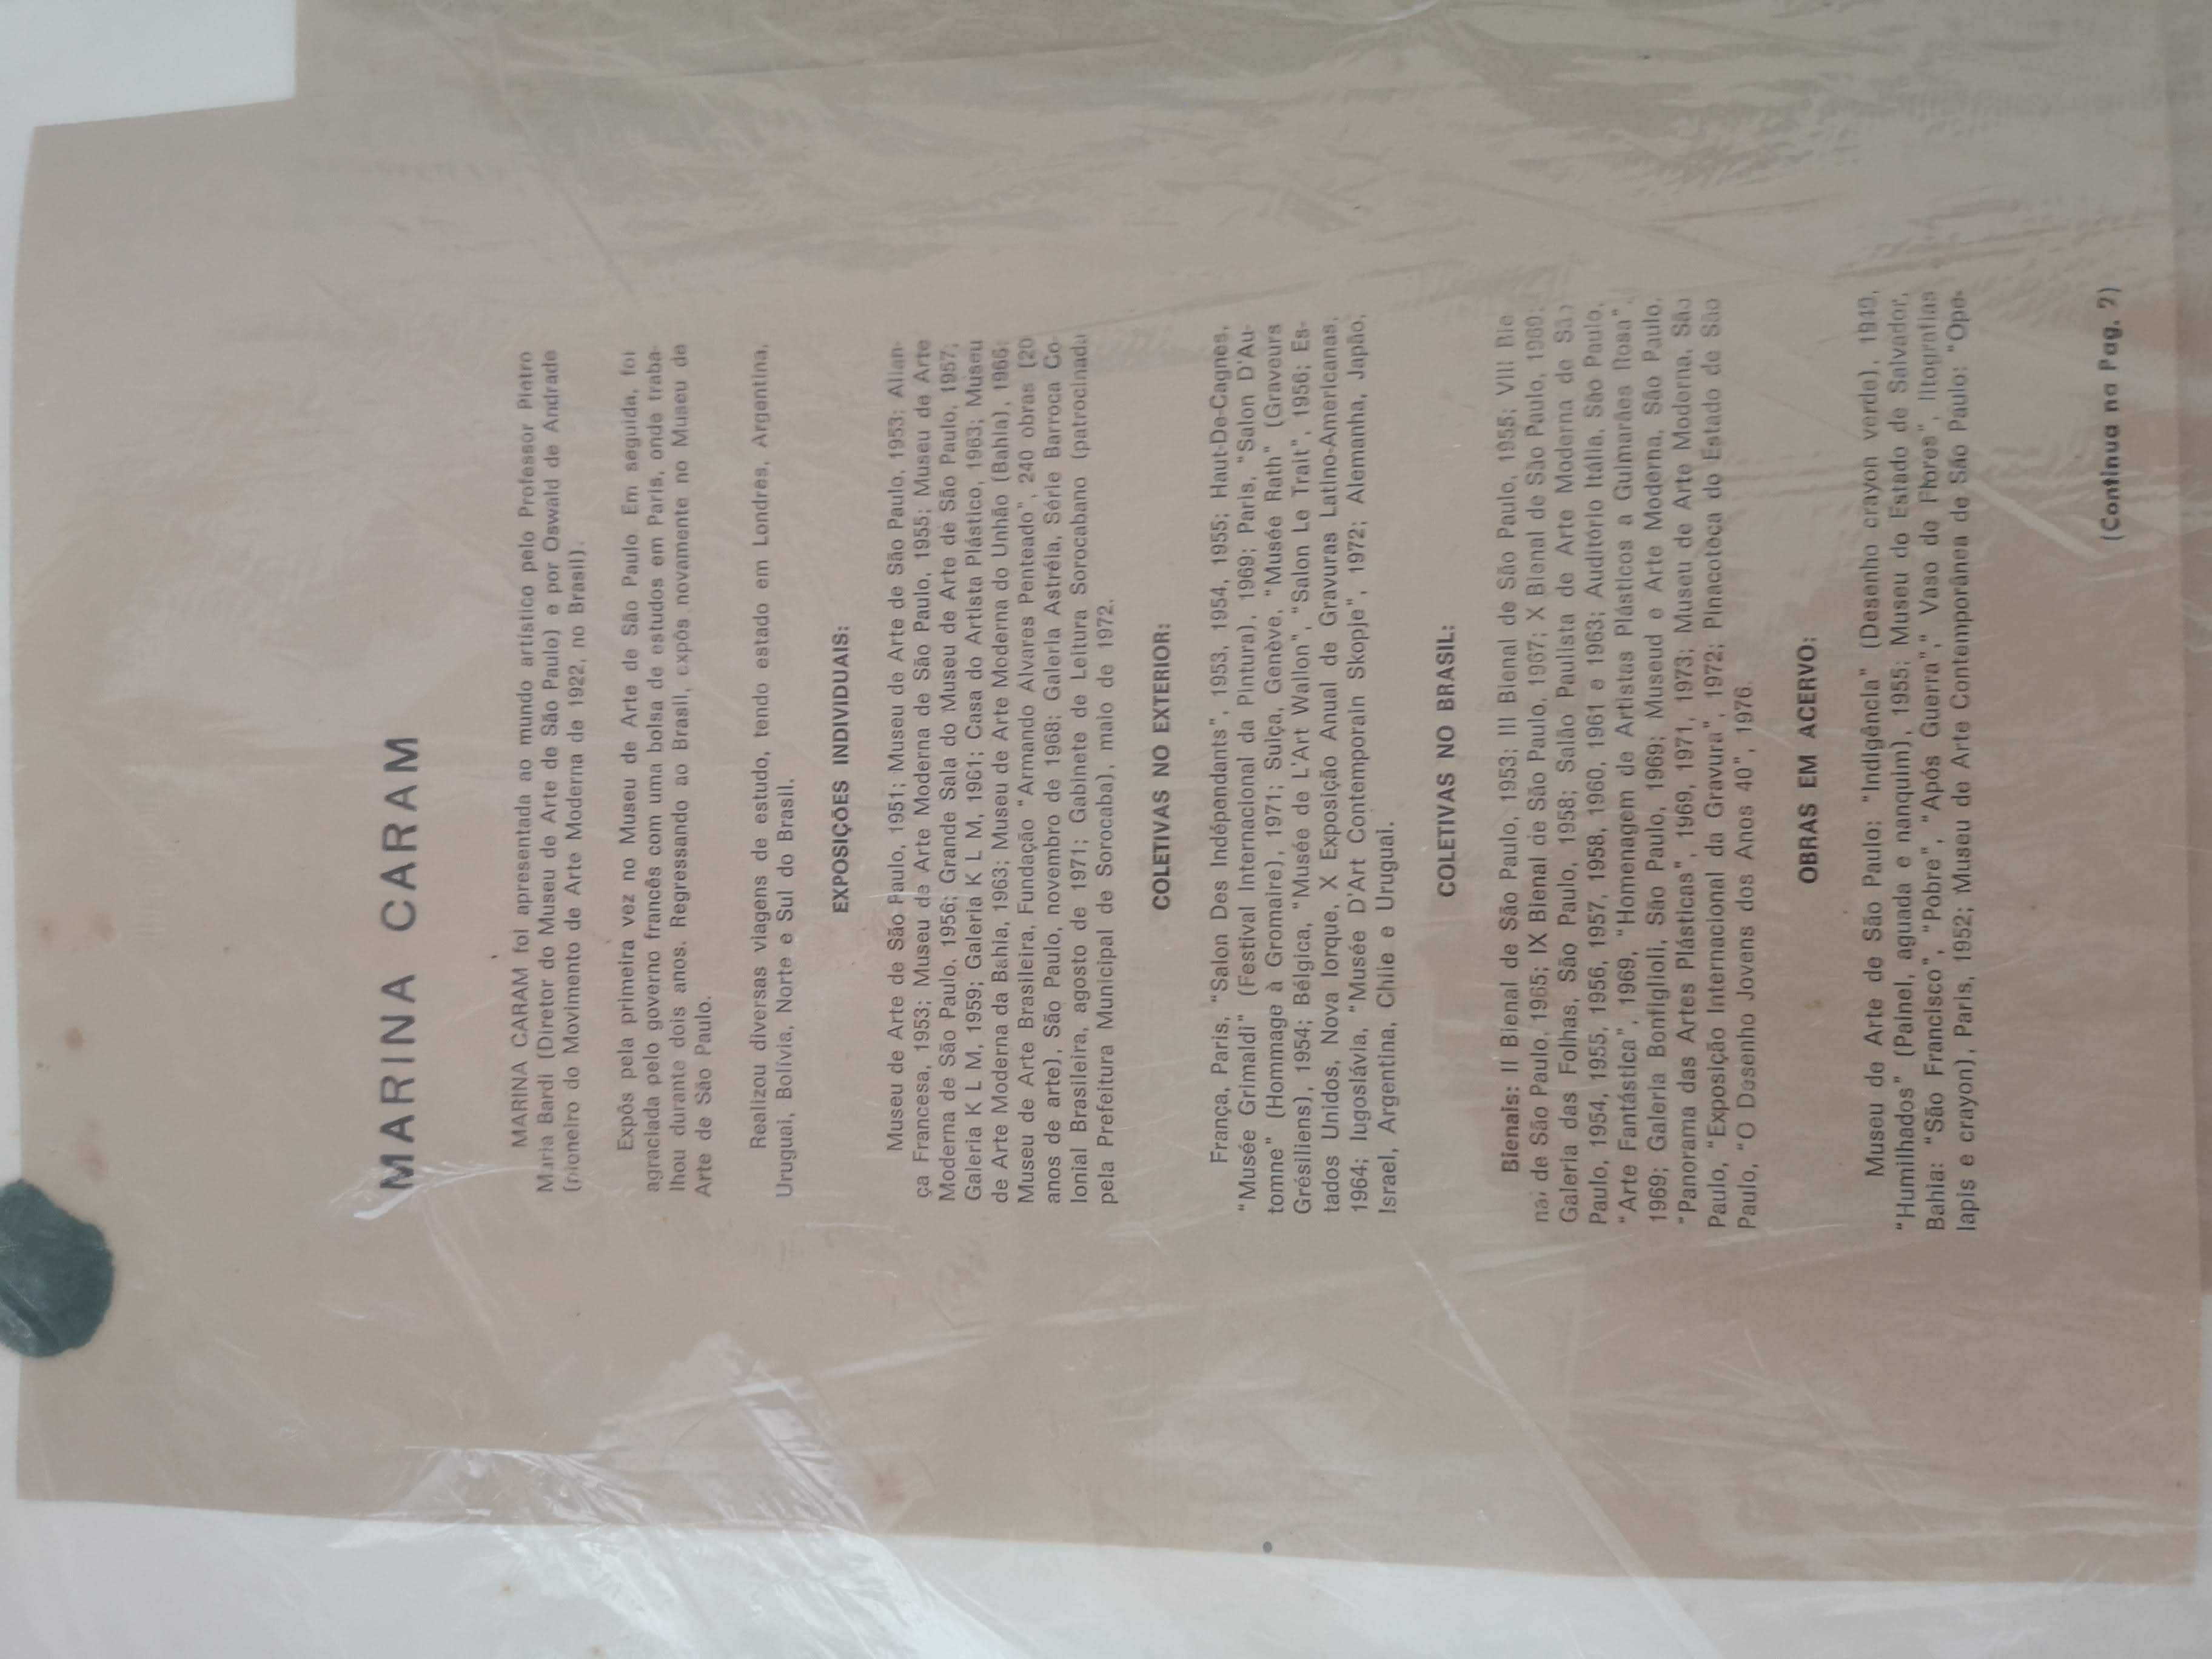 MARINA CARAM
MARINA CARAM foi apresentada ao mundo artístico pelo Professor Pietro
Maria Bardi (Diretor do Museu de Arte de São Paulo) e por Oswald de Andrade
(pioneiro do Movimento de Arte Moderna de 1922, no Brasil).
Expôs pela primeira vez no Museu de Arte de São Paulo. Em seguida, foi
agraciada pelo governo francês com uma bolsa de estudos em Paris, onde traba-
lhou durante dois anos. Regressando ao Brasil, expôs novamente no Museu de
Arte de São Paulo.
Realizou diversas viagens de estudo, tendo estado em Londres, Argentina,
Uruguai, Bolívia, Norte e Sul do Brasil.
EXPOSIÇÕES INDIVIDUAIS:
Museu de Arte de São Paulo, 1951; Museu de Arte de São Paulo, 1953; Alian-
ça Francesa, 1953; Museu de Arte Moderna de São Paulo, 1955; Museu de Arte
Moderna de São Paulo, 1956; Grande Sala do Museu de Arte de São Paulo, 1957;
Galeria K L M, 1959; Galeria K L M, 1961; Casa do Artista Plástico, 1963; Museu
de Arte Moderna da Bahia, 1963; Museu de Arte Moderna do Unhão (Bahia), 1966;
Museu de Arte Brasileira, Fundação "Armando Álvares Penteado", 240 obras (20
anos de arte), São Paulo, novembro de 1968; Galeria Astréia, Série Barroca Co-
lonial Brasileira, agosto de 1971; Gabinete de Leitura Sorocabano (patrocinada
pela Prefeitura Municipal de Sorocaba), maio de 1972.
COLETIVAS NO EXTERIOR:
França, Paris, "Salon Des Indépendants", 1953, 1954, 1955; Haut-De-Cagnes,
"Musée Grimaldi" (Festival Internacional da Pintura), 1969; Paris, "Salon D'Au-
tomne" (Hommage à Gromaire), 1971; Suiça, Genève, "Musée Rath" (Graveurs
Grésiliens), 1954; Bélgica, "Musée de L'Art Wallon", "Salon Le Trait", 1956; Es-
tados Unidos, Nova Iorque, X Exposição Anual de Gravuras Latino-Americanas,
1964; Iugoslávia, "Musée D'Art Contemporain Skopje", 1972; Alemanha, Japão,
Israel, Argentina, Chile e Uruguai.
COLETIVAS NO BRASIL:
Bienais: II Bienal de São Paulo, 1953; III Bienal de São Paulo, 1955; VIII Bie
nal de São Paulo, 1965; IX Bienal de São Paulo, 1967; X Bienal de São Paulo, 1969;
Galeria das Folhas, São Paulo, 1958; Salão Paulista de Arte Moderna de São
Paulo, 1954, 1955, 1956, 1957, 1958, 1960, 1961 e 1963; Auditório Itália, São Paulo,
"Arte Fantástica", 1969, "Homenagem de Artistas Plásticos a Guimarães Rosa",
1969; Galeria Bonfiglioli, São Paulo, 1969; Museud e Arte Moderna, São Paulo,
"Panorama das Artes Plásticas", 1969, 1971, 1973; Museu de Arte Moderna, São
Paulo, "Exposição Internacional da Gravura", 1972; Pinacoteca do Estado de São
Paulo, "O Desenho Jovens dos Anos 40", 1976.
OBRAS EM ACERVO:
Museu de Arte de São Paulo: "Indigência" (Desenho crayon verde), 1949,
"Humilhados" (Painel, aguada e nanquim), 1955; Museu do Estado de Salvador,
Bahia: "São Francisco", "Pobre", "Após Guerra"," Vaso de Flores", litografias
lapis e crayon), Paris, 1952; Museu de Arte Contemporânea de São Paulo: "Ope-
(Continua na Pag. 2)